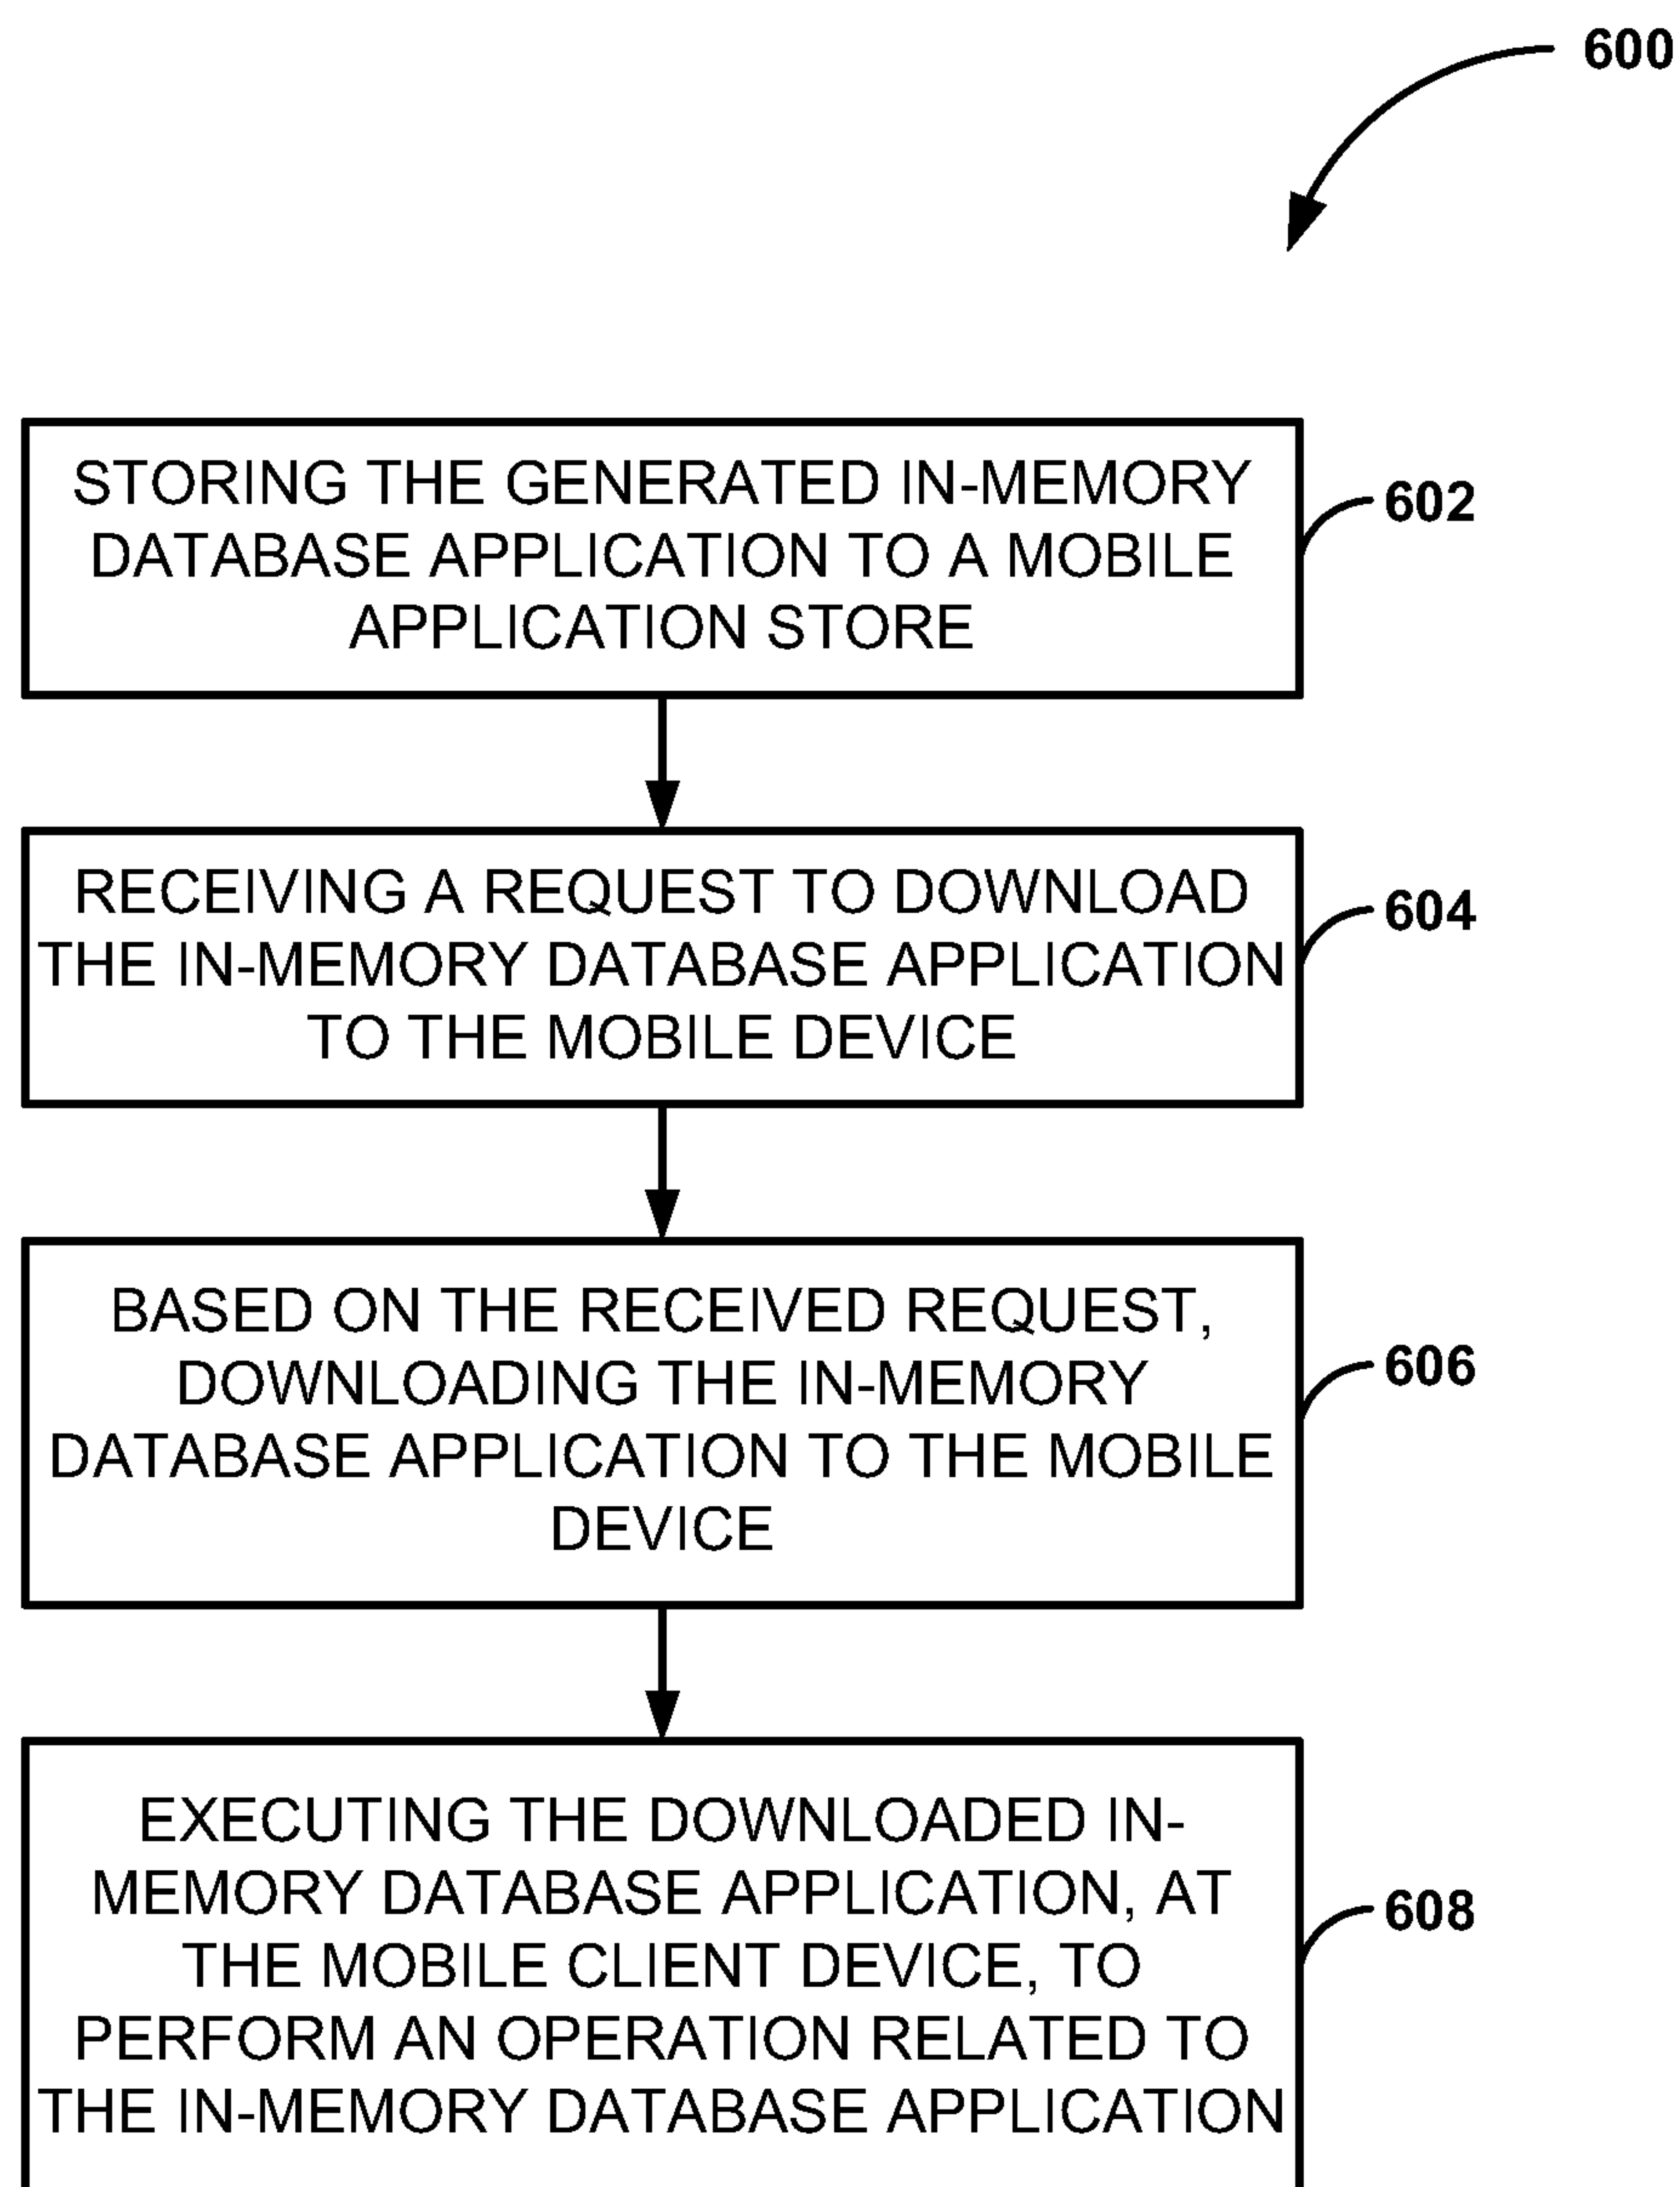 600
STORING THE GENERATED IN-MEMORY
DATABASE APPLICATION TO A MOBILE
APPLICATION STORE
602
RECEIVING A REQUEST TO DOWNLOAD
THE IN-MEMORY DATABASE APPLICATION
TO THE MOBILE DEVICE
604
BASED ON THE RECEIVED REQUEST,
DOWNLOADING THE IN-MEMORY
DATABASE APPLICATION TO THE MOBILE
DEVICE
606
EXECUTING THE DOWNLOADED IN-
MEMORY DATABASE APPLICATION, AT
THE MOBILE CLIENT DEVICE, TO
PERFORM AN OPERATION RELATED TO
THE IN-MEMORY DATABASE APPLICATION
608